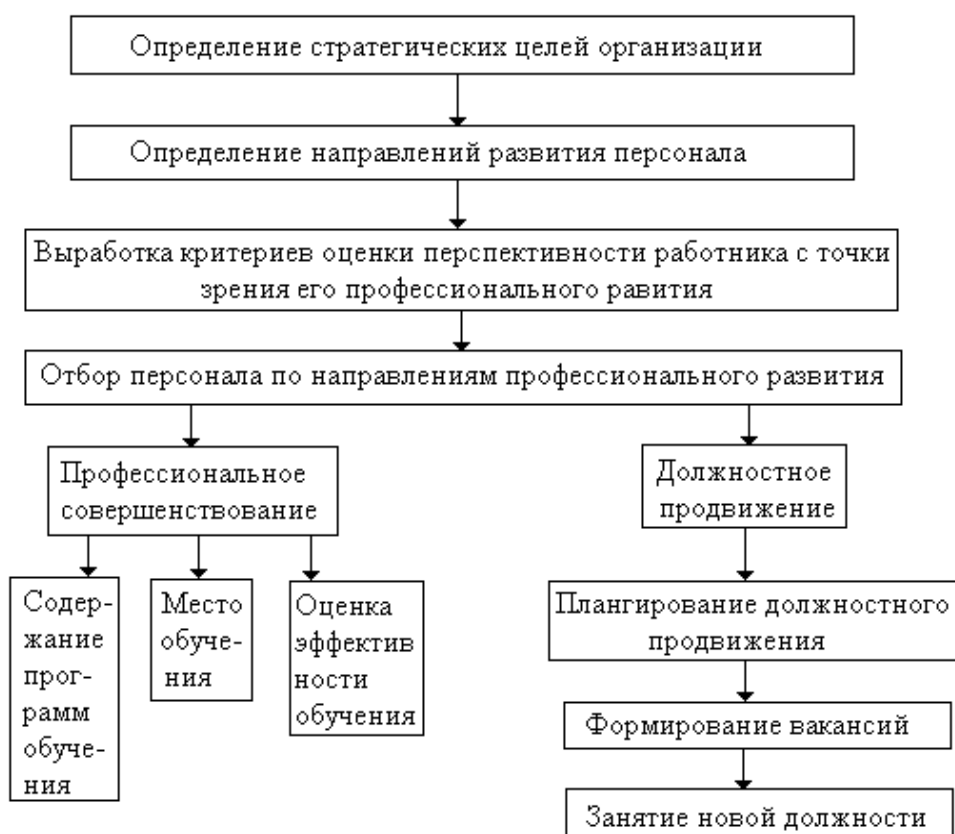 Определение стратегических целей организации
Определение направлений развития персонала
Выработка критериев оценки перспективности работника с точки
зрения его профессионального равития
Отбор персонала по направлениям профессионального развития
Профессиональное
совершенствование
Должностное
продвижение
Содер-
жание
прог-
рамм
обуче-
ния
Место
обуче-
ния
Оценка
эффектив
ности
обучения
Плангирование должностного
продвижения
Формирование вакансий
Занятие новой должности